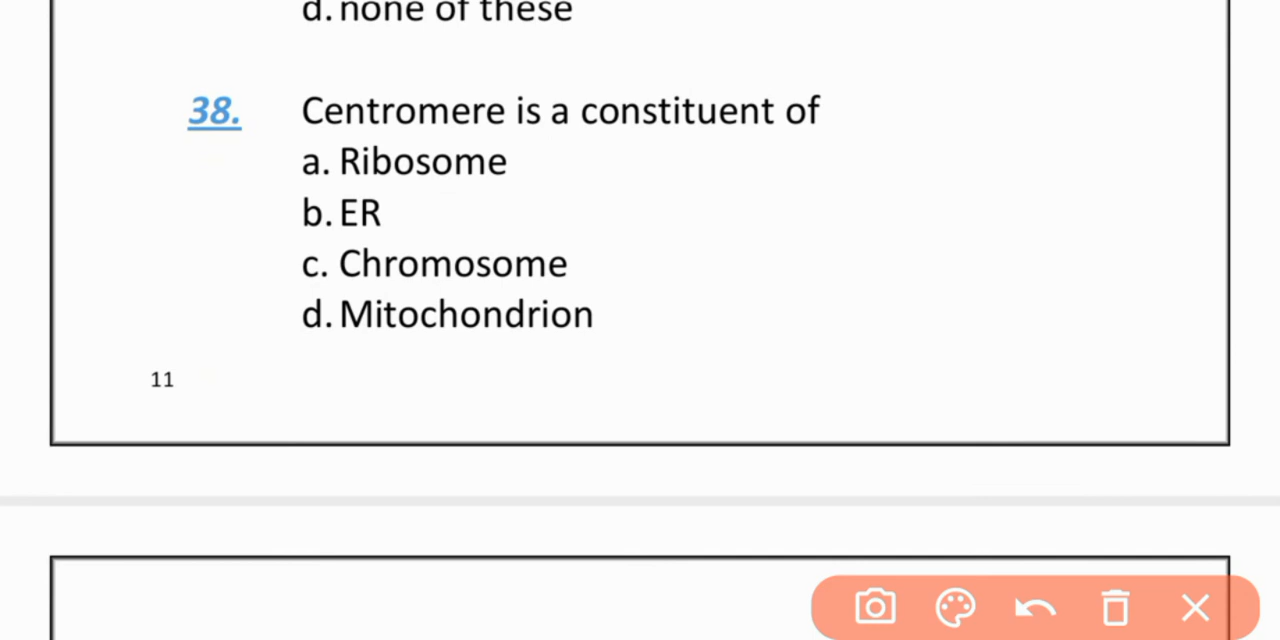 d. none of these
38. Centromere is a constituent of
a. Ribosome
b. ER
c. Chromosome
d. Mitochondrion
11